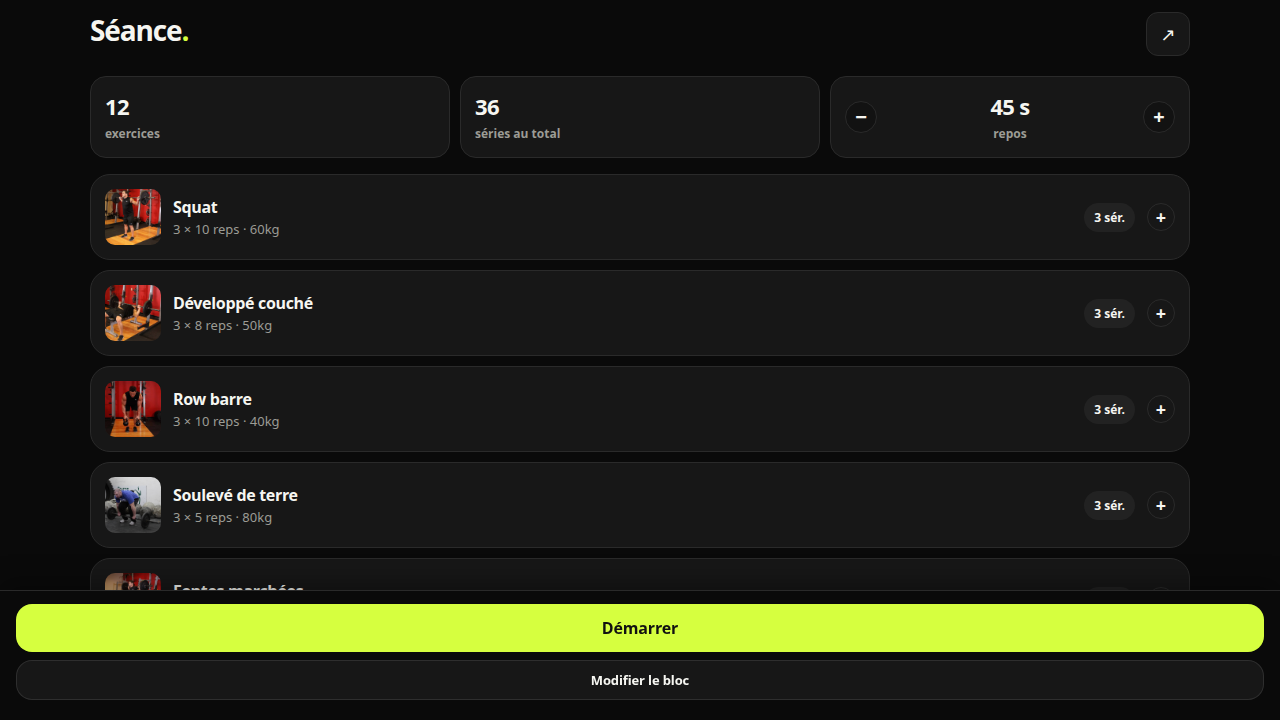 Séance.
↗
12
exercices
36
séries au total
−
45 s
repos
+
Squat
3 × 10 reps · 60kg
3 sér.
+
Développé couché
3 × 8 reps · 50kg
3 sér.
+
Row barre
3 × 10 reps · 40kg
3 sér.
+
Soulevé de terre
3 × 5 reps · 80kg
3 sér.
+
Fentes marchées
Démarrer
Modifier le bloc